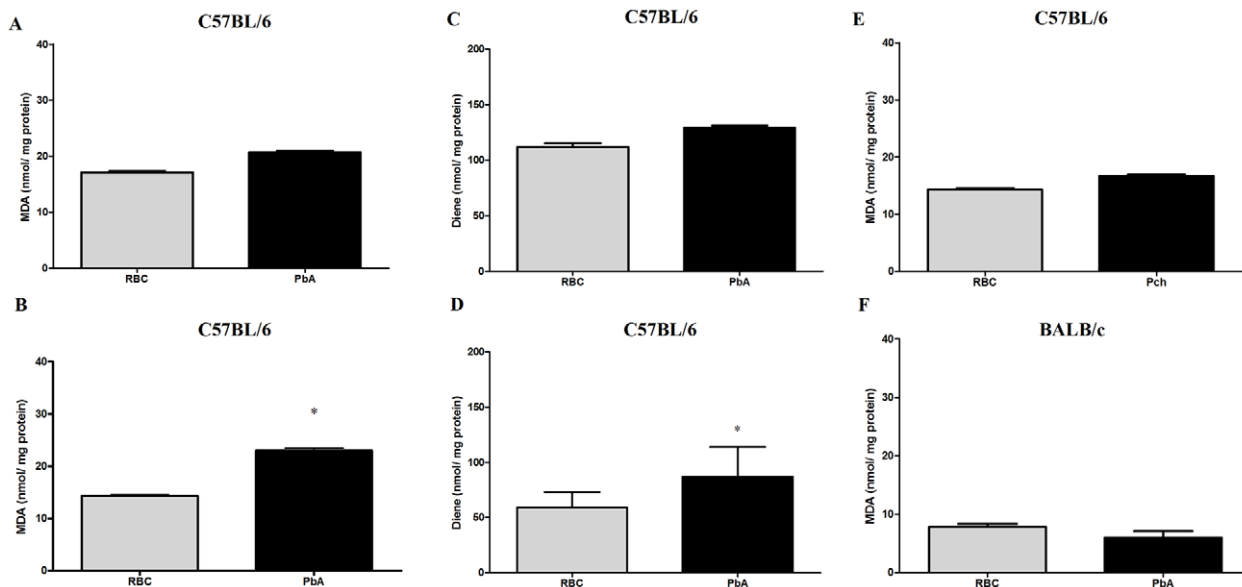 A
C57BL/6
MDA (nmol/ mg protein)
40
30
20
10
0
RBC
PbA
B
C57BL/6
MDA (nmol/ mg protein)
40
30
20
10
0
RBC
PbA
*
C
C57BL/6
Diene (nmol/ mg protein)
200
150
100
50
0
RBC
PbA
D
C57BL/6
Diene (nmol/ mg protein)
200
150
100
50
0
RBC
PbA
*
E
C57BL/6
MDA (nmol/ mg protein)
40
30
20
10
0
RBC
Pch
F
BALB/c
MDA (nmol/ mg protein)
40
30
20
10
0
RBC
PbA